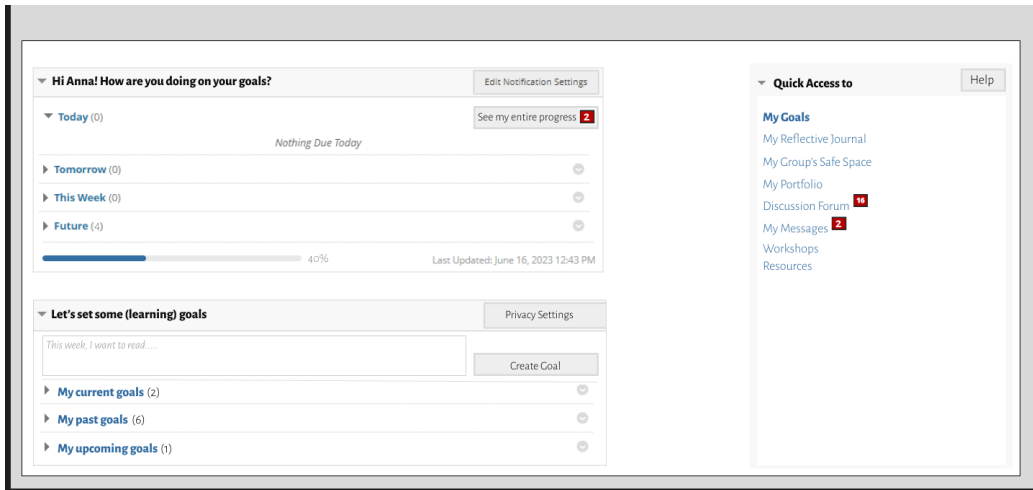 Hi Anna! How are you doing on your goals?
Edit Notification Settings
Today (0)
See my entire progress 2
Nothing Due Today
Tomorrow (0)
This Week (0)
Future (4)
40%
Last Updated: June 16, 2023 12:43 PM
Let's set some (learning) goals
Privacy Settings
This week, I want to read.....
Create Goal
My current goals (2)
My past goals (6)
My upcoming goals (1)
Quick Access to
Help
My Goals
My Reflective Journal
My Group's Safe Space
My Portfolio
Discussion Forum 16
My Messages 2
Workshops
Resources